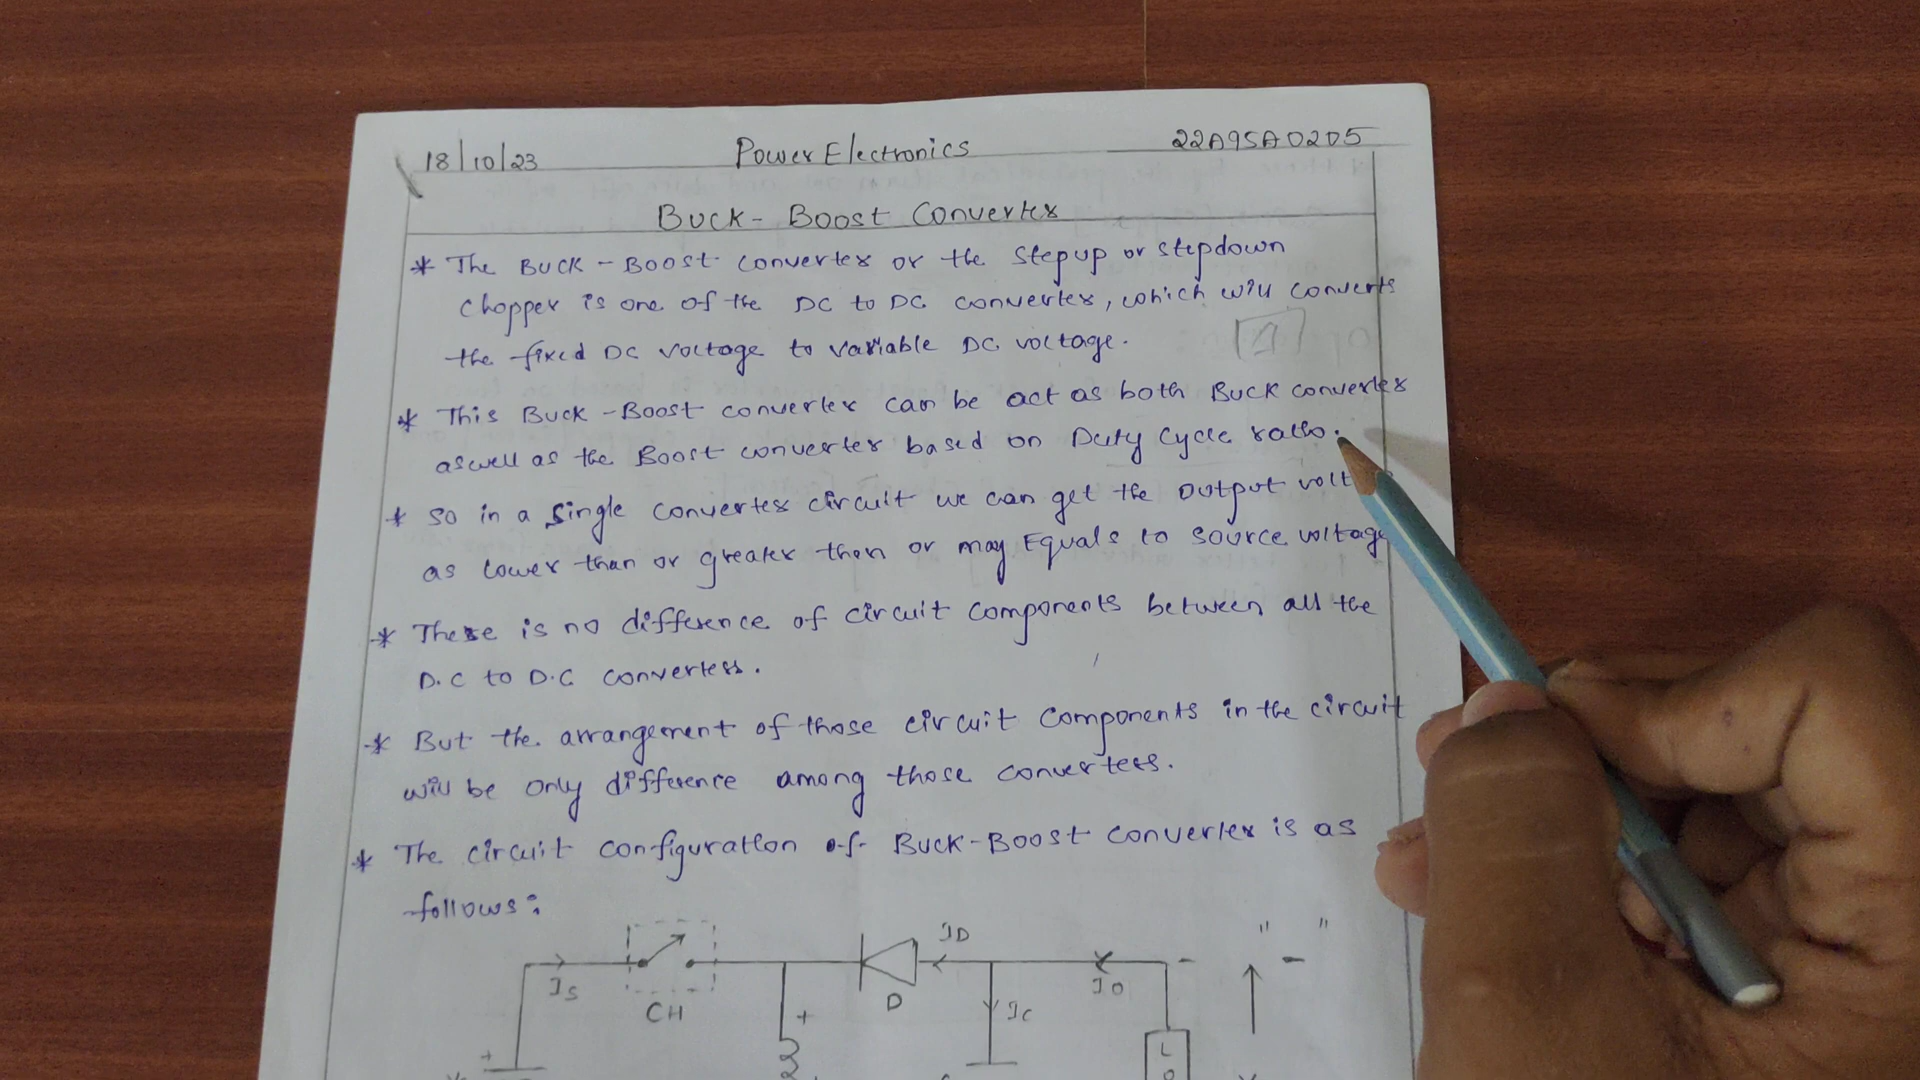 18/10/23 Power Electronics 22A95A0205
Buck - Boost Converter
* The Buck - Boost converter or the stepup or stepdown
chopper is one of the DC to DC converter, which will converts
the fixed DC voltage to variable DC voltage.
* This Buck - Boost converter can be act as both Buck converter
aswell as the Boost converter based on Duty cycle ratio.
* So in a single converter circuit we can get the output volt
as lower than or greater then or may Equals to source voltage
* There is no difference of circuit components between all the
D.C to D.C converters.
* But the arrangement of those circuit components in the circuit
will be only difference among those converters.
* The circuit configuration of Buck-Boost converter is as
follows:
IS
CH
+
D
ID
IC
IO
-
" - "
+
L
O